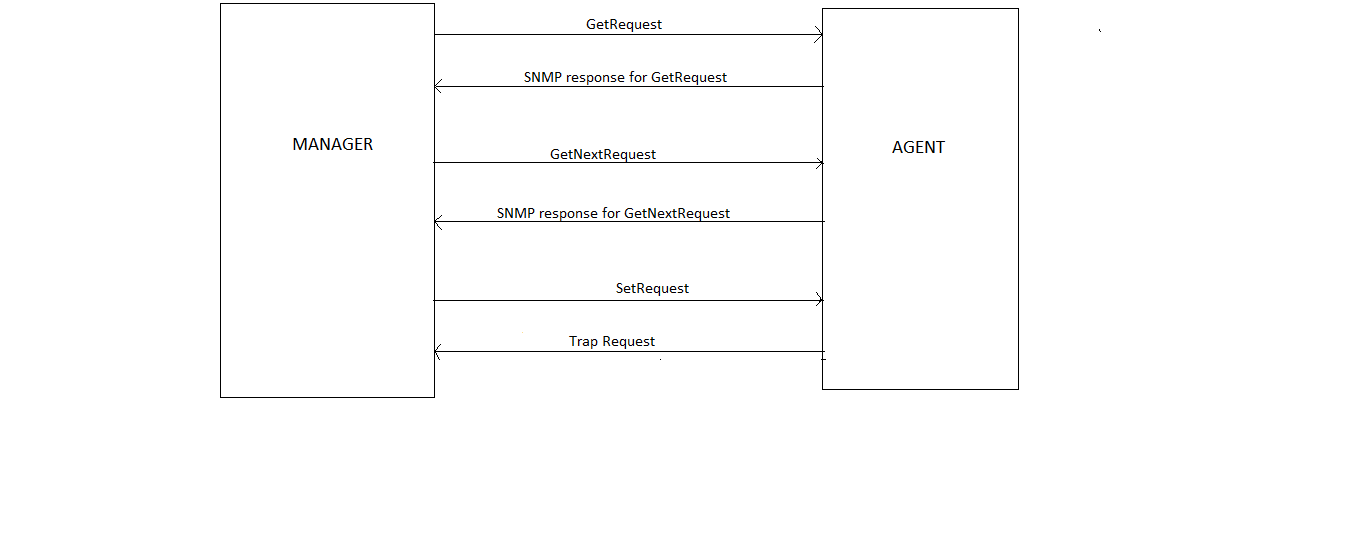 GetRequest
SNMP response for GetRequest
MANAGER
AGENT
GetNextRequest
SNMP response for GetNextRequest
SetRequest
Trap Request